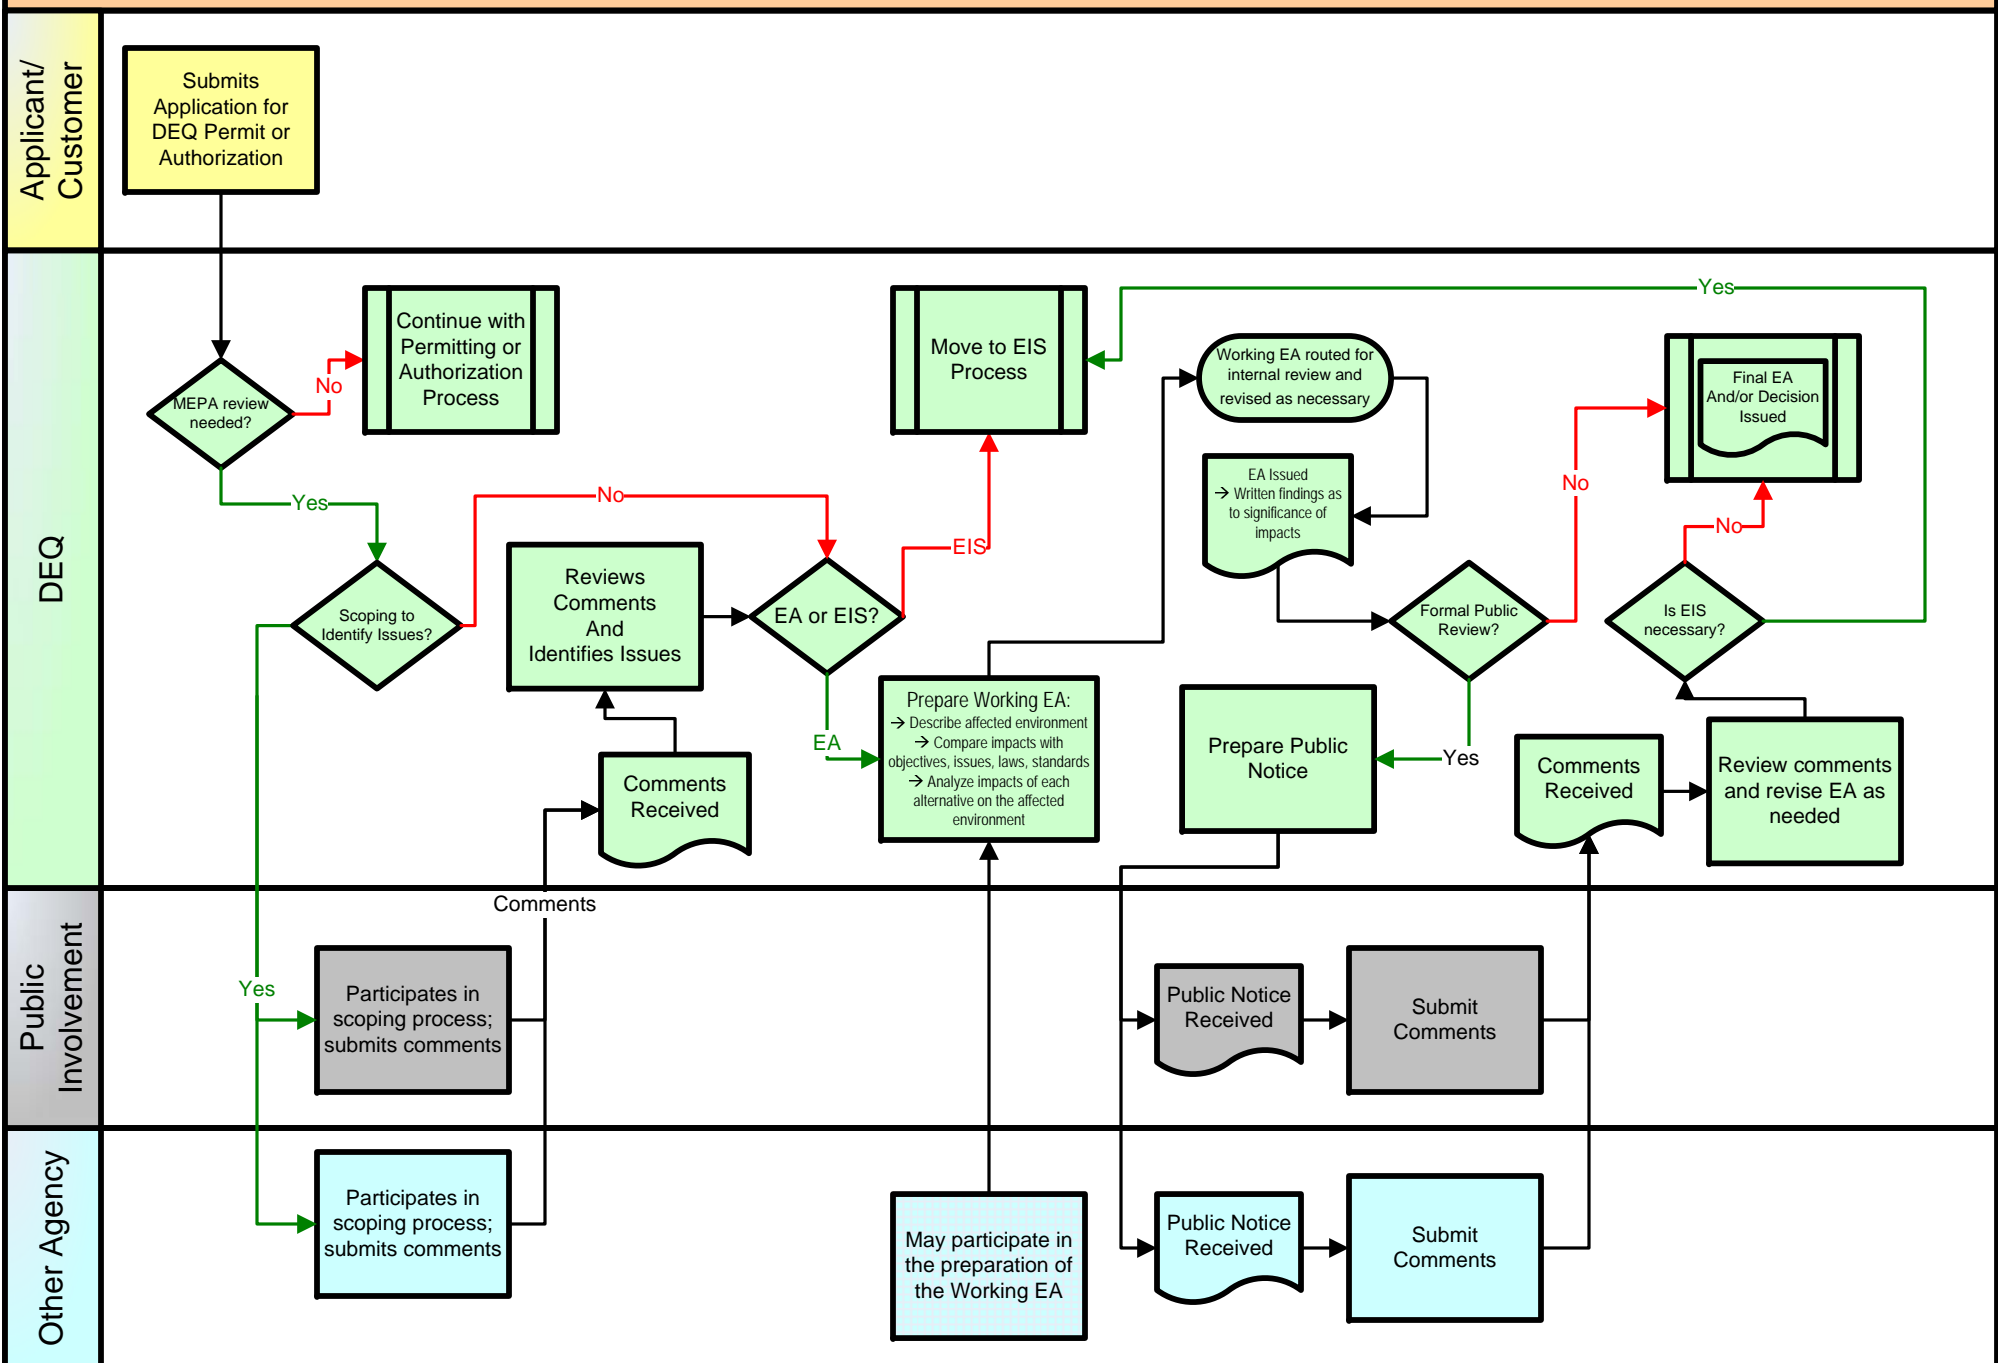 Applicant/
Customer
Submits
Application for
DEQ Permit or
Authorization
DEQ
MEPA review
needed?
No
Continue with
Permitting or
Authorization
Process
Yes
Scoping to
Identify Issues?
No
Yes
Reviews
Comments
And
Identifies Issues
Comments
Received
EA or EIS?
EIS
EA
Move to EIS
Process
Prepare Working EA:
→ Describe affected environment
→ Compare impacts with
objectives, issues, laws, standards
→ Analyze impacts of each
alternative on the affected
environment
Working EA routed for
internal review and
revised as necessary
EA Issued
→ Written findings as
to significance of
impacts
Formal Public
Review?
No
Yes
Prepare Public
Notice
Final EA
And/or Decision
Issued
No
Is EIS
necessary?
Yes
Comments
Received
Review comments
and revise EA as
needed
Public
Involvement
Comments
Participates in
scoping process;
submits comments
Public Notice
Received
Submit
Comments
Other Agency
Participates in
scoping process;
submits comments
May participate in
the preparation of
the Working EA
Public Notice
Received
Submit
Comments